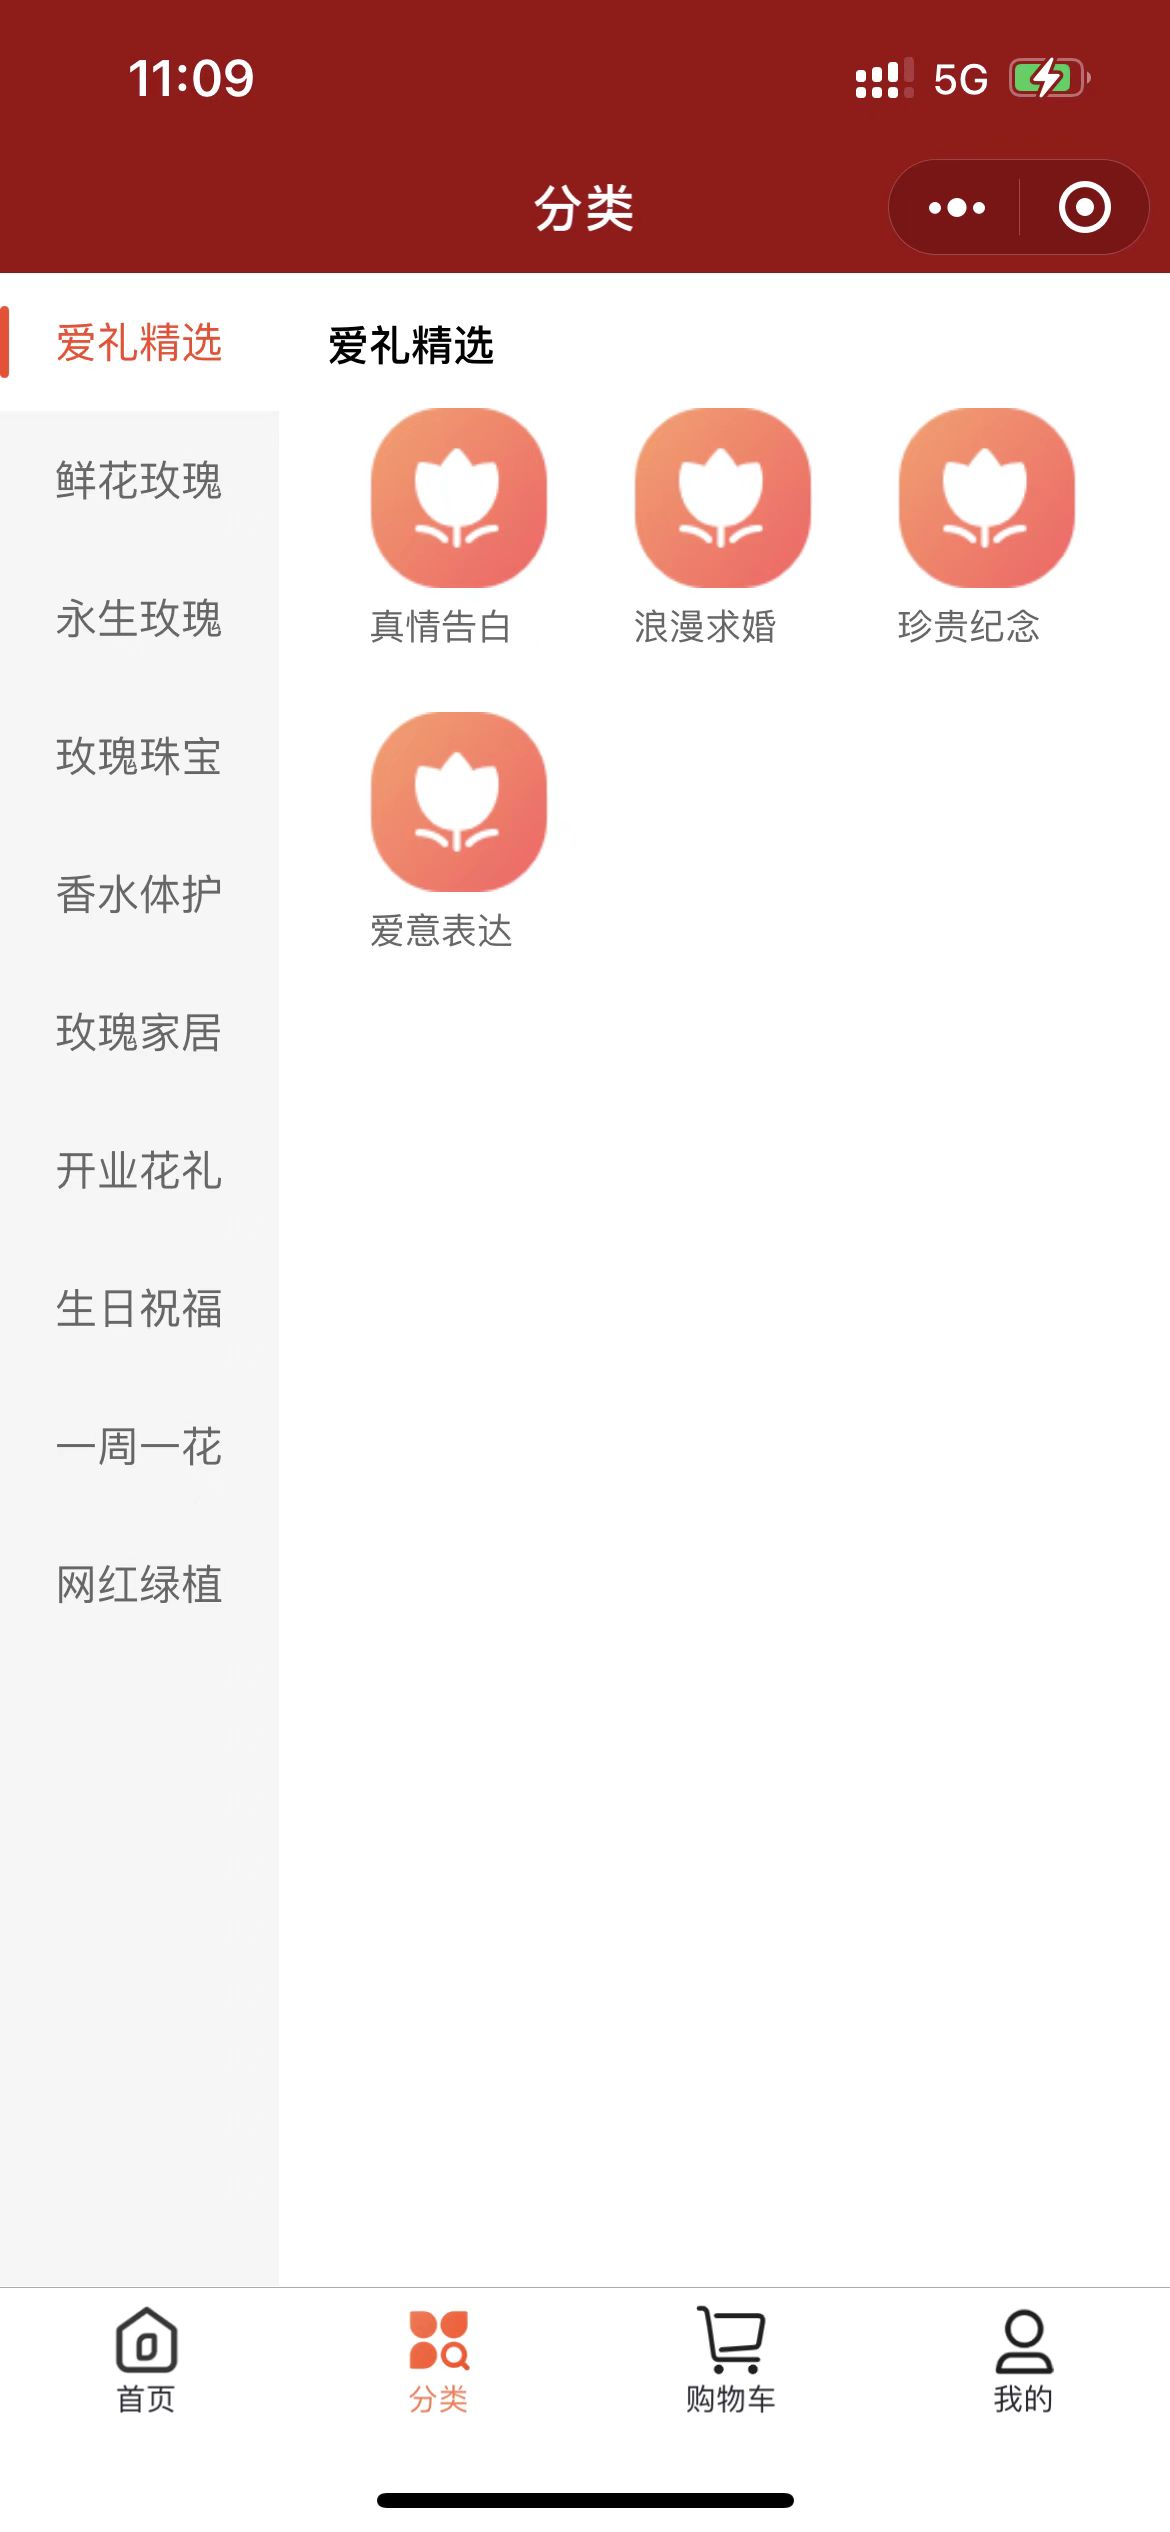 11:09
5G
分类
爱礼精选
鲜花玫瑰
永生玫瑰
玫瑰珠宝
香水体护
玫瑰家居
开业花礼
生日祝福
一周一花
网红绿植
爱礼精选
真情告白
浪漫求婚
珍贵纪念
爱意表达
首页
分类
购物车
我的